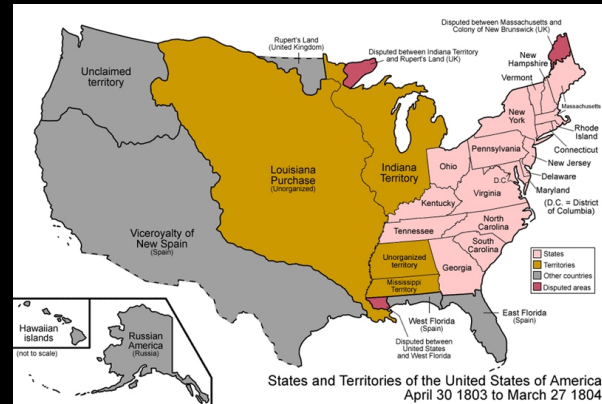 Disputed between Massachusetts and
Colony of New Brunswick (UK)
Rupert's Land
(United Kingdom)
Disputed between Indiana Territory
and Rupert's Land (UK)
New
Hampshire
Vermont
Unclaimed
territory
Massachusetts
New
York
Rhode
Island
Connecticut
Pennsylvania
New Jersey
Ohio
Indiana
Territory
Louisiana
Purchase
(Unorganized)
Delaware
D.C.
Maryland
(D.C. = District
of Columbia)
Virginia
Kentucky
North
Carolina
Tennessee
Viceroyalty of
New Spain
(Spain)
South
Carolina
Unorganized
territory
Georgia
Mississippi
Territory
States
Territories
Other countries
Disputed areas
Hawaiian
islands
(not to scale)
Russian
America
(Russia)
West Florida
(Spain)
East Florida
(Spain)
Disputed between
United States
and West Florida
States and Territories of the United States of America
April 30 1803 to March 27 1804